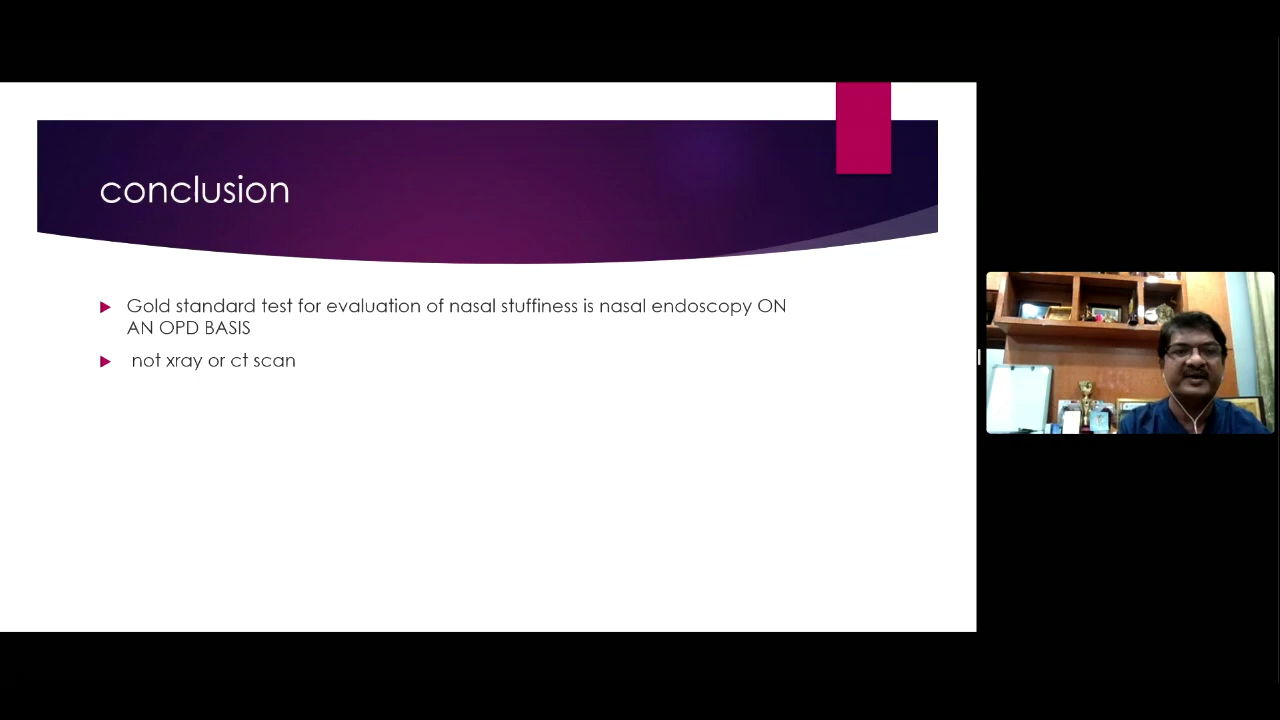 conclusion
Gold standard test for evaluation of nasal stuffiness is nasal endoscopy ON
AN OPD BASIS
not xray or ct scan